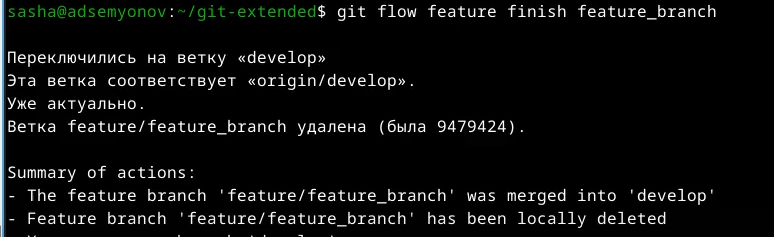 sasha@adsemyonov:~/git-extended$ git flow feature finish feature_branch
Переключились на ветку «develop»
Эта ветка соответствует «origin/develop».
Уже актуально.
Ветка feature/feature_branch удалена (была 9479424).
Summary of actions:
- The feature branch 'feature/feature_branch' was merged into 'develop'
- Feature branch 'feature/feature_branch' has been locally deleted